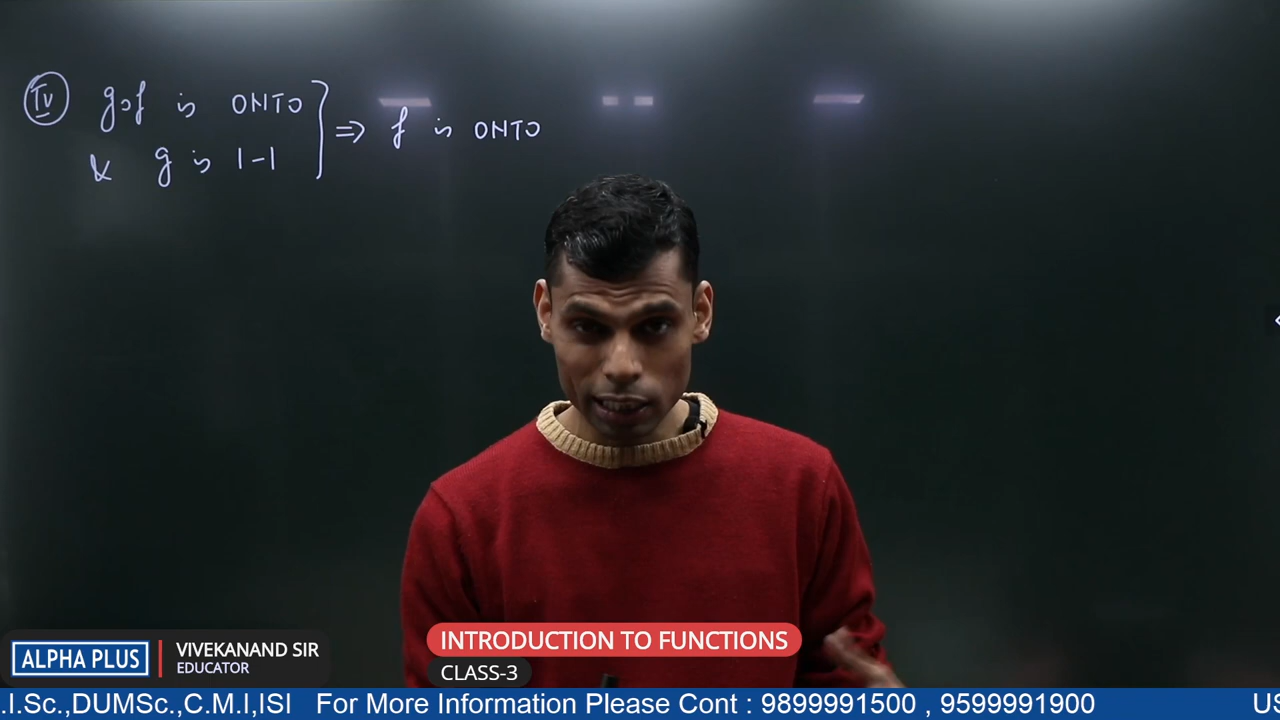 (iv) gof is ONTO
& g is 1-1
} ⇒ f is ONTO
ALPHA PLUS
VIVEKANAND SIR
EDUCATOR
INTRODUCTION TO FUNCTIONS
CLASS-3
.I.Sc.,DUMSc.,C.M.I,ISI For More Information Please Cont : 9899991500 , 9599991900 US